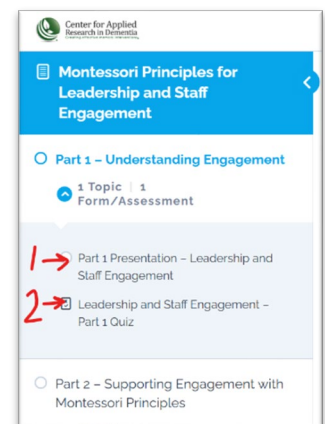 Center for Applied
Research in Dementia
Montessori Principles for
Leadership and Staff
Engagement
Part 1 – Understanding Engagement
1 Topic | 1
Form/Assessment
1 Part 1 Presentation – Leadership and
Staff Engagement
2 Leadership and Staff Engagement –
Part 1 Quiz
Part 2 – Supporting Engagement with
Montessori Principles